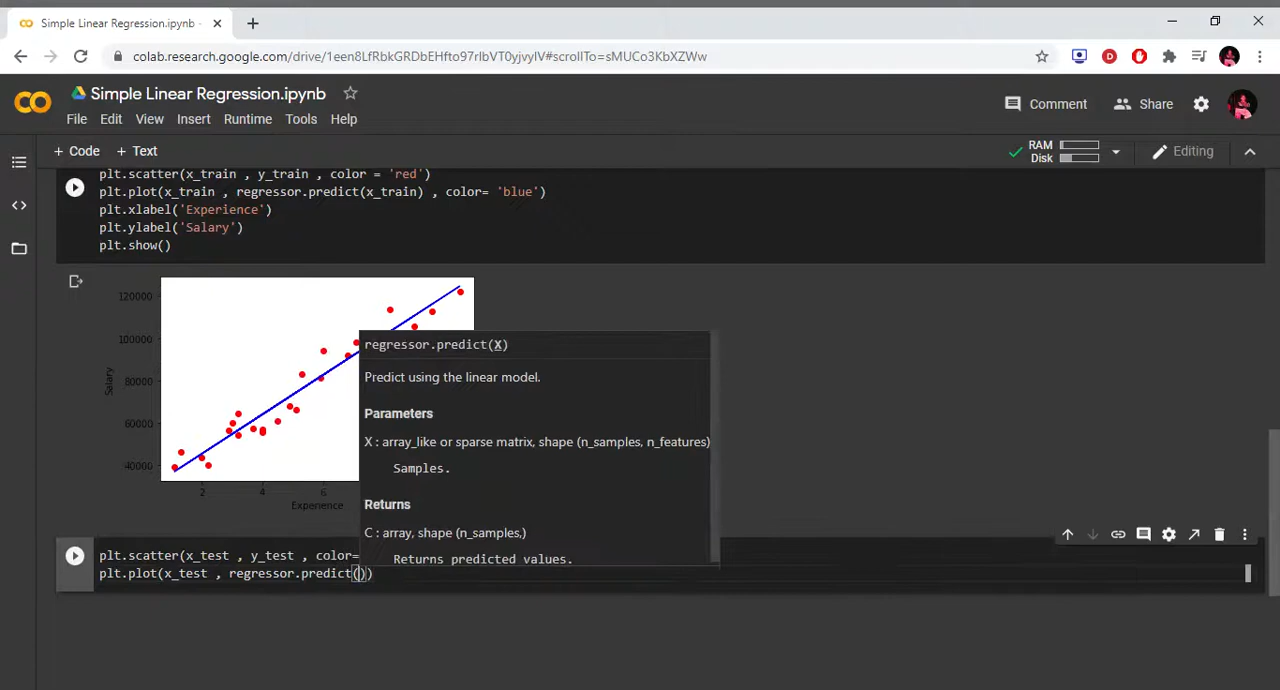 Simple Linear Regression.ipynb -
colab.research.google.com/drive/1een8LfRbkGRDbEHfto97rIbVT0yjvyIV#scrollTo=sMUCo3KbXZWw
Simple Linear Regression.ipynb
Comment
Share
File Edit View Insert Runtime Tools Help
+ Code + Text
RAM
Disk
Editing
plt.scatter(x_train , y_train , color = 'red')
plt.plot(x_train , regressor.predict(x_train) , color= 'blue')
plt.xlabel('Experience')
plt.ylabel('Salary')
plt.show()
120000
100000
80000
60000
40000
Salary
2 4 6
Experience
regressor.predict(X)
Predict using the linear model.
Parameters
X : array_like or sparse matrix, shape (n_samples, n_features)
Samples.
Returns
C : array, shape (n_samples,)
Returns predicted values.
plt.scatter(x_test , y_test , color=
plt.plot(x_test , regressor.predict())